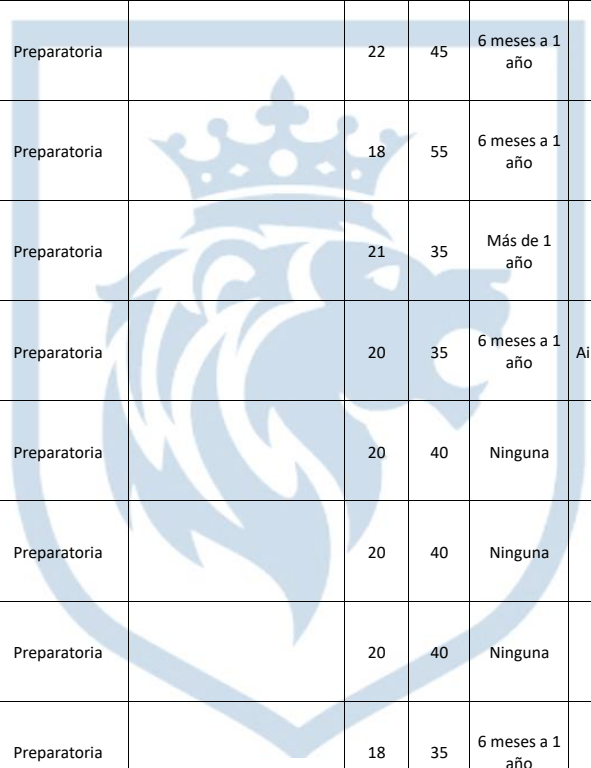 Preparatoria 22 45 6 meses a 1
año
Preparatoria 18 55 6 meses a 1
año
Preparatoria 21 35 Más de 1
año
Preparatoria 20 35 6 meses a 1
año Ai
Preparatoria 20 40 Ninguna
Preparatoria 20 40 Ninguna
Preparatoria 20 40 Ninguna
Preparatoria 18 35 6 meses a 1
año